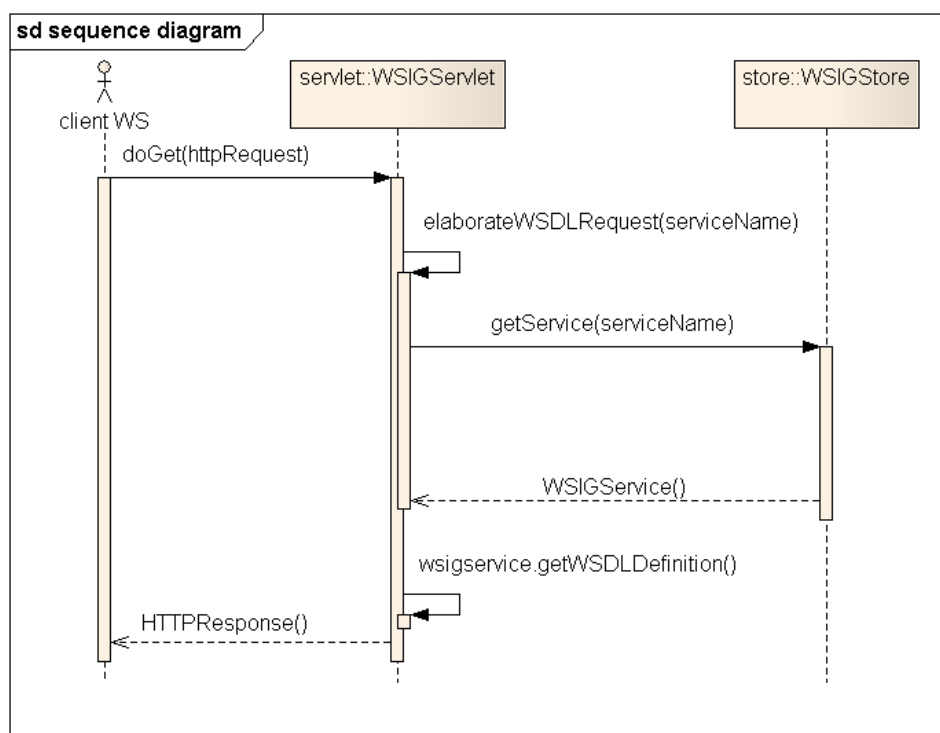 sd sequence diagram
client WS
servlet::WSIGServlet
store::WSIGStore
doGet(httpRequest)
elaborateWSDLRequest(serviceName)
getService(serviceName)
WSIGService()
wsigservice.getWSDLDefinition()
HTTPResponse()